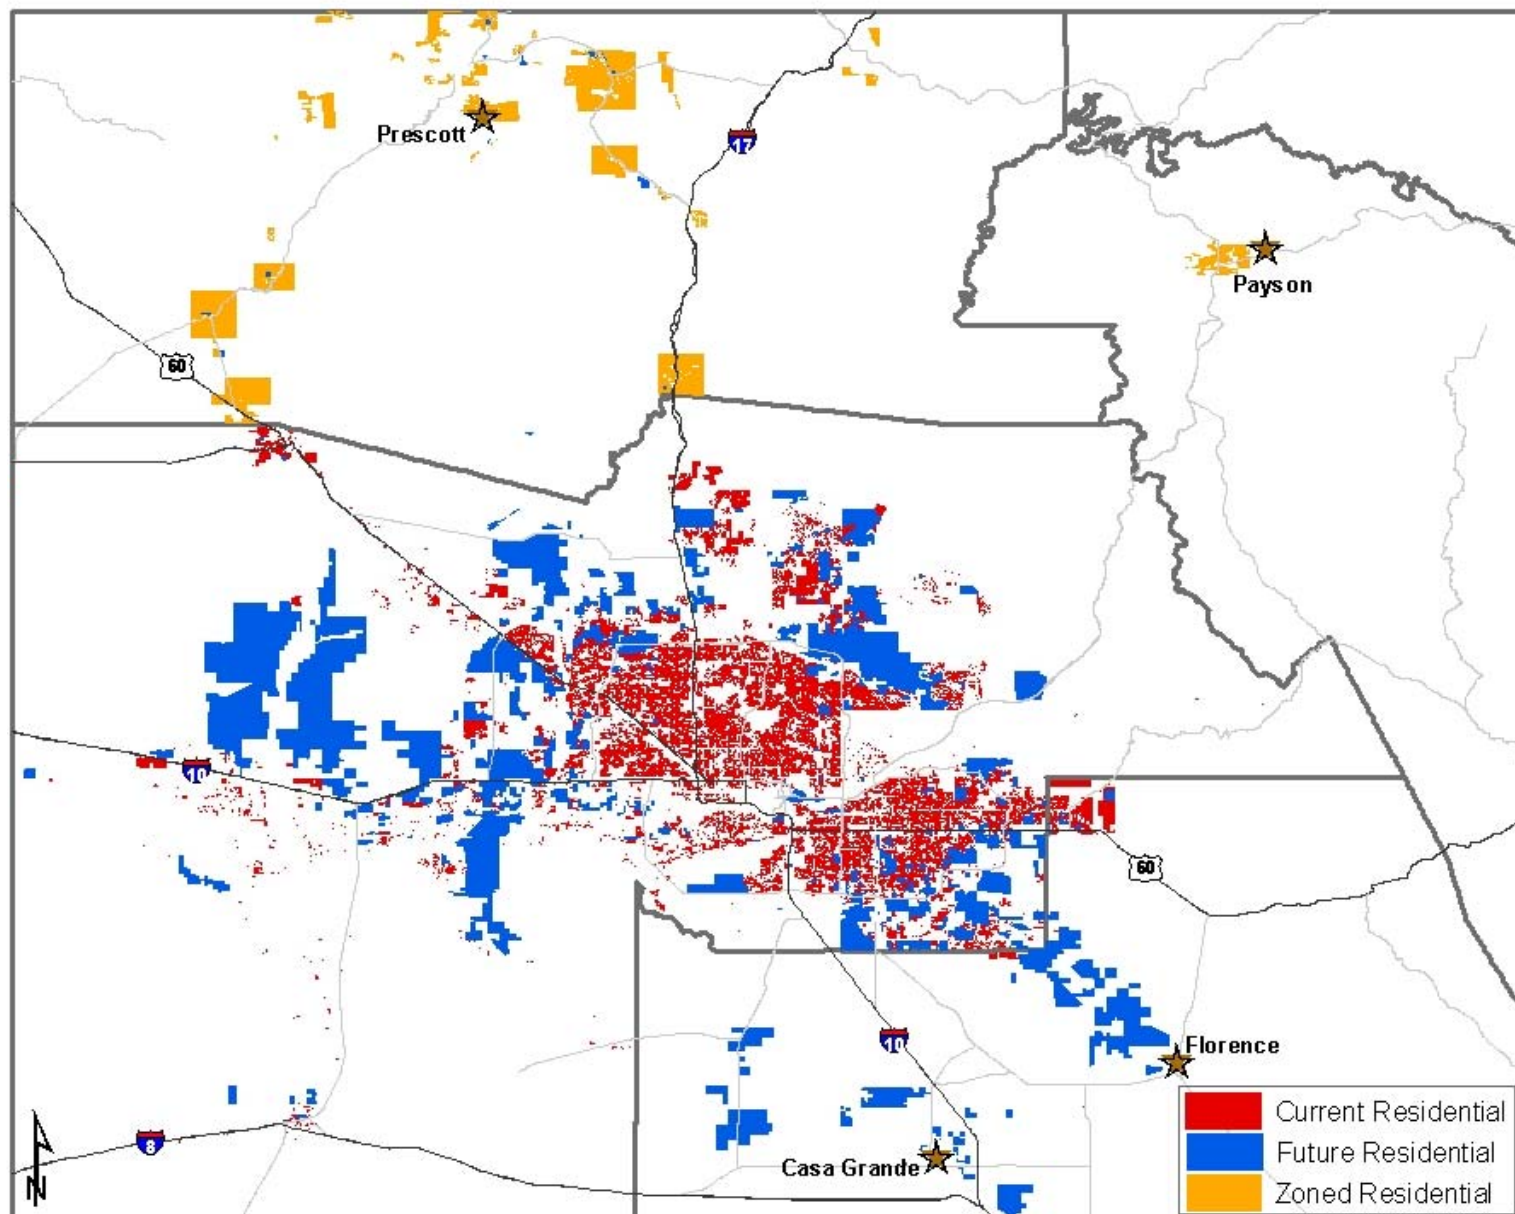 Prescott
17
Payson
60
10
60
10
Florence
Current Residential
8
Future Residential
Casa Grande
N
Zoned Residential